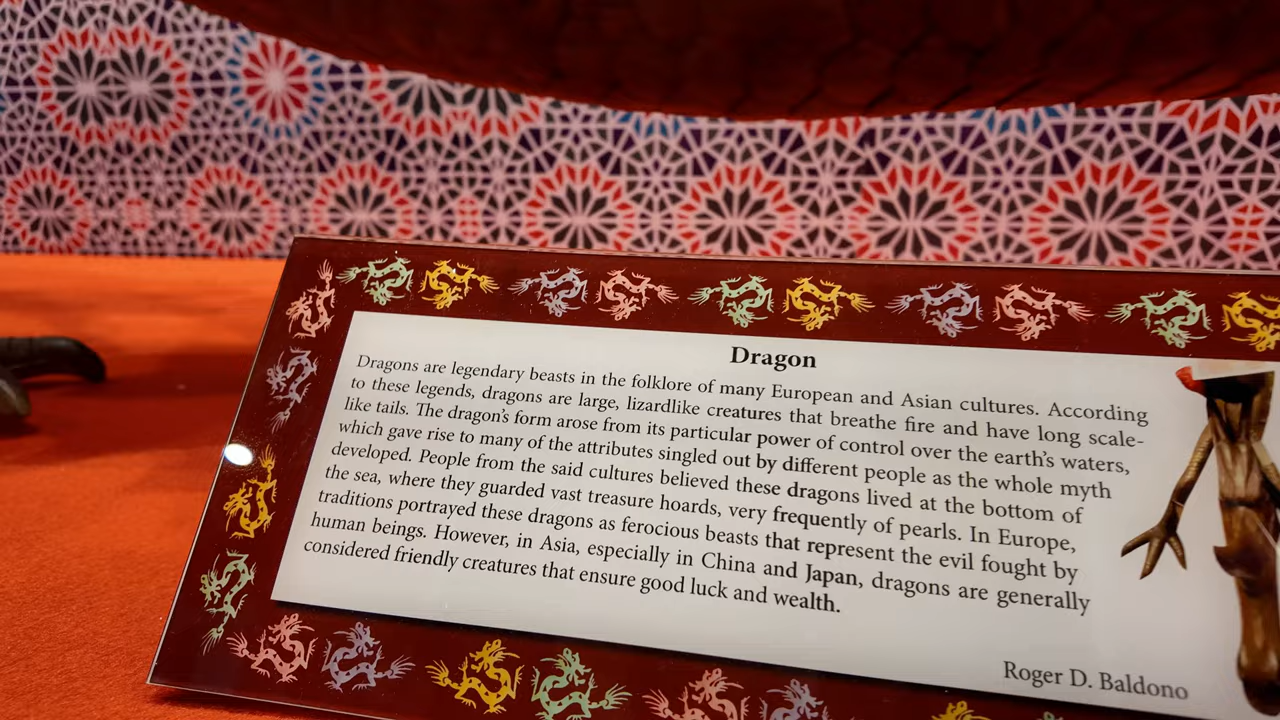 Dragon
Dragons are legendary beasts in the folklore of many European and Asian cultures. According
to these legends, dragons are large, lizardlike creatures that breathe fire and have long scale-
like tails. The dragon's form arose from its particular power of control over the earth's waters,
which gave rise to many of the attributes singled out by different people as the whole myth
developed. People from the said cultures believed these dragons lived at the bottom of
the sea, where they guarded vast treasure hoards, very frequently of pearls. In Europe,
traditions portrayed these dragons as ferocious beasts that represent the evil fought by
human beings. However, in Asia, especially in China and Japan, dragons are generally
considered friendly creatures that ensure good luck and wealth.
Roger D. Baldono